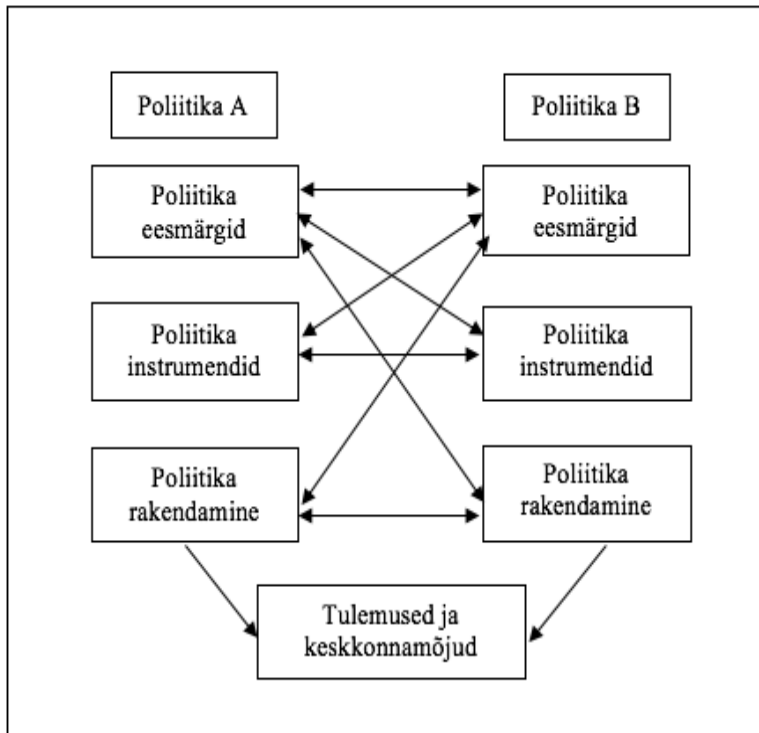 Poliitika A
Poliitika B
Poliitika
eesmärgid
Poliitika
eesmärgid
Poliitika
instrumendid
Poliitika
instrumendid
Poliitika
rakendamine
Poliitika
rakendamine
Tulemused ja
keskkonnamõjud